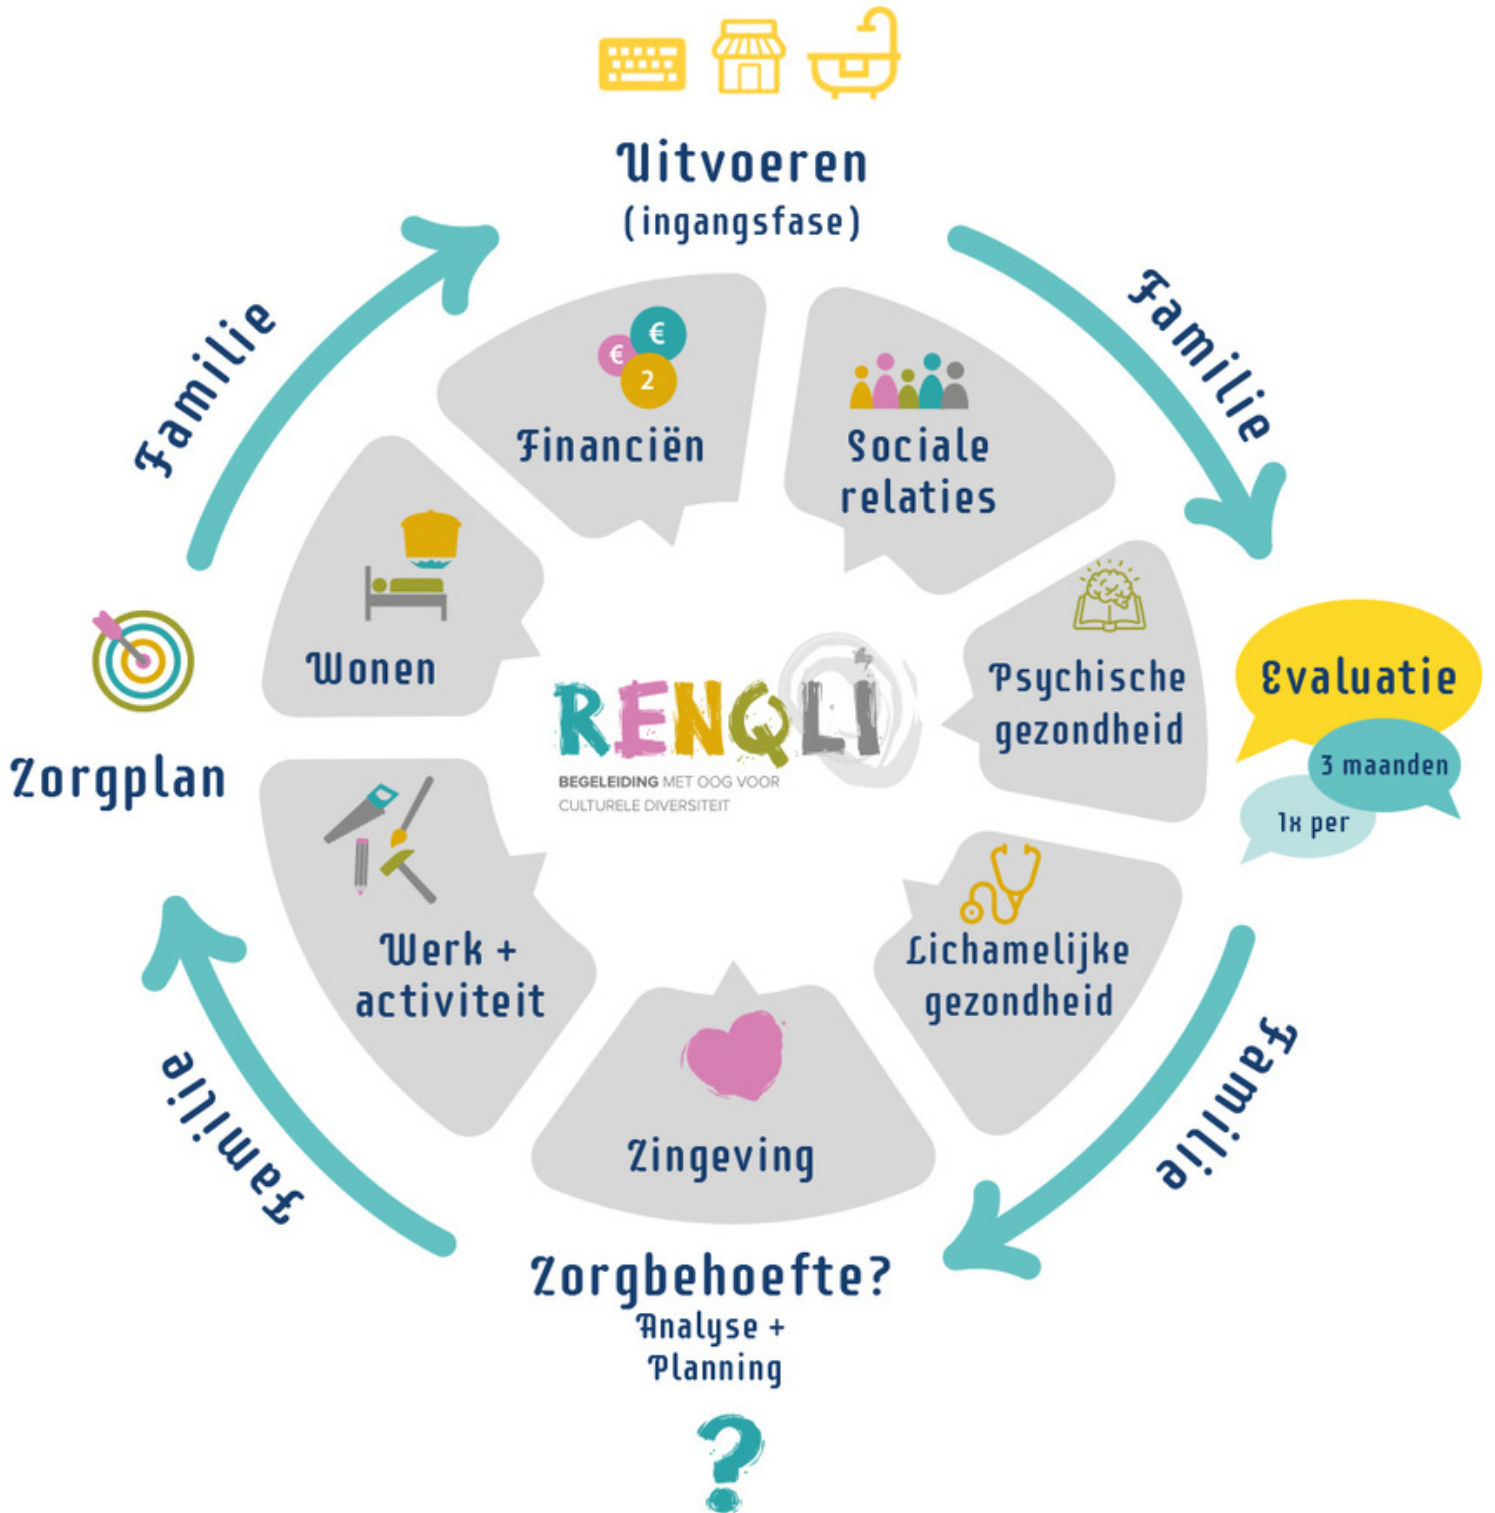 Uitvoeren
(ingangsfase)
Familie
Familie
€
€
2
Financiën
Sociale
relaties
Wonen
Psychische
gezondheid
Evaluatie
3 maanden
1x per
RENQLI
BEGELEIDING MET OOG VOOR
CULTURELE DIVERSITEIT
Zorgplan
Werk +
activiteit
Lichamelijke
gezondheid
Zingeving
Familie
Familie
Zorgbehoefte?
Analyse +
Planning
?